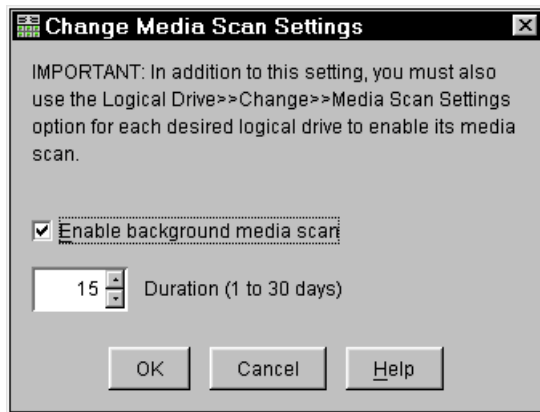 Change Media Scan Settings
IMPORTANT: In addition to this setting, you must also
use the Logical Drive>>Change>>Media Scan Settings
option for each desired logical drive to enable its media
scan.
Enable background media scan
15 Duration (1 to 30 days)
OK Cancel Help